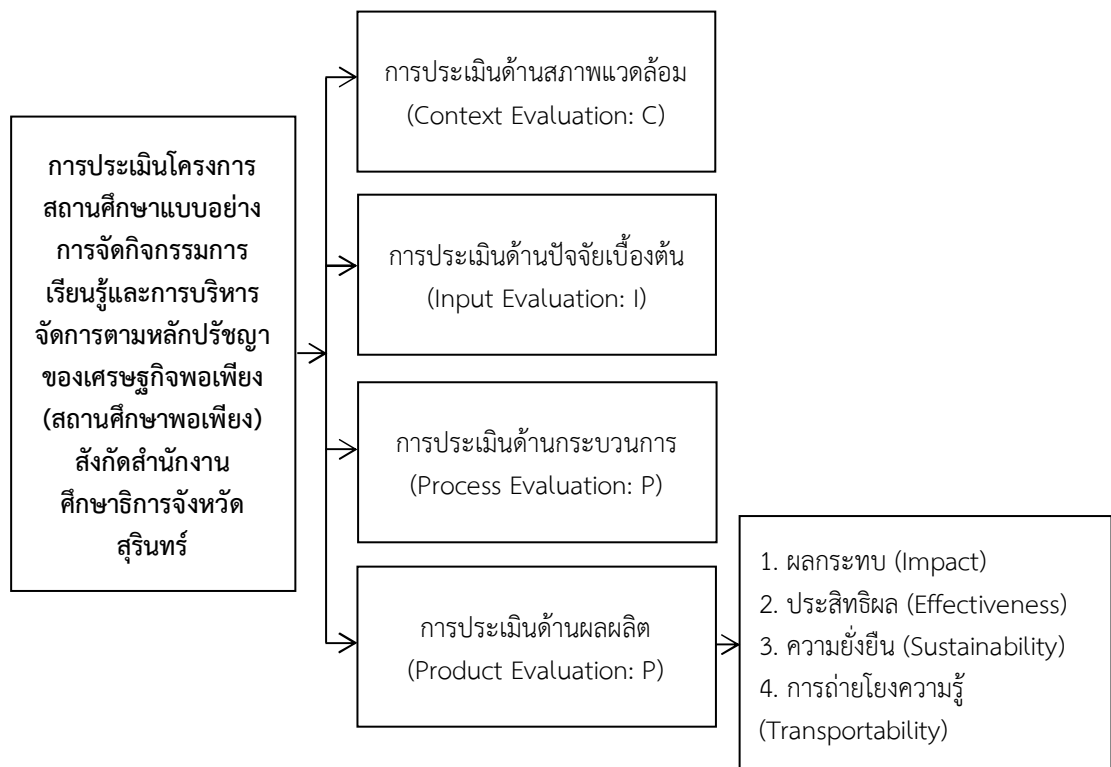 การประเมินโครงการ
สถานศึกษาแบบอย่าง
การจัดกิจกรรมการ
เรียนรู้และการบริหาร
จัดการตามหลักปรัชญา
ของเศรษฐกิจพอเพียง
(สถานศึกษาพอเพียง)
สังกัดสำนักงาน
ศึกษาธิการจังหวัด
สุรินทร์
การประเมินด้านสภาพแวดล้อม
(Context Evaluation: C)
การประเมินด้านปัจจัยเบื้องต้น
(Input Evaluation: I)
การประเมินด้านกระบวนการ
(Process Evaluation: P)
การประเมินด้านผลผลิต
(Product Evaluation: P)
1. ผลกระทบ (Impact)
2. ประสิทธิผล (Effectiveness)
3. ความยั่งยืน (Sustainability)
4. การถ่ายโยงความรู้
(Transportability)